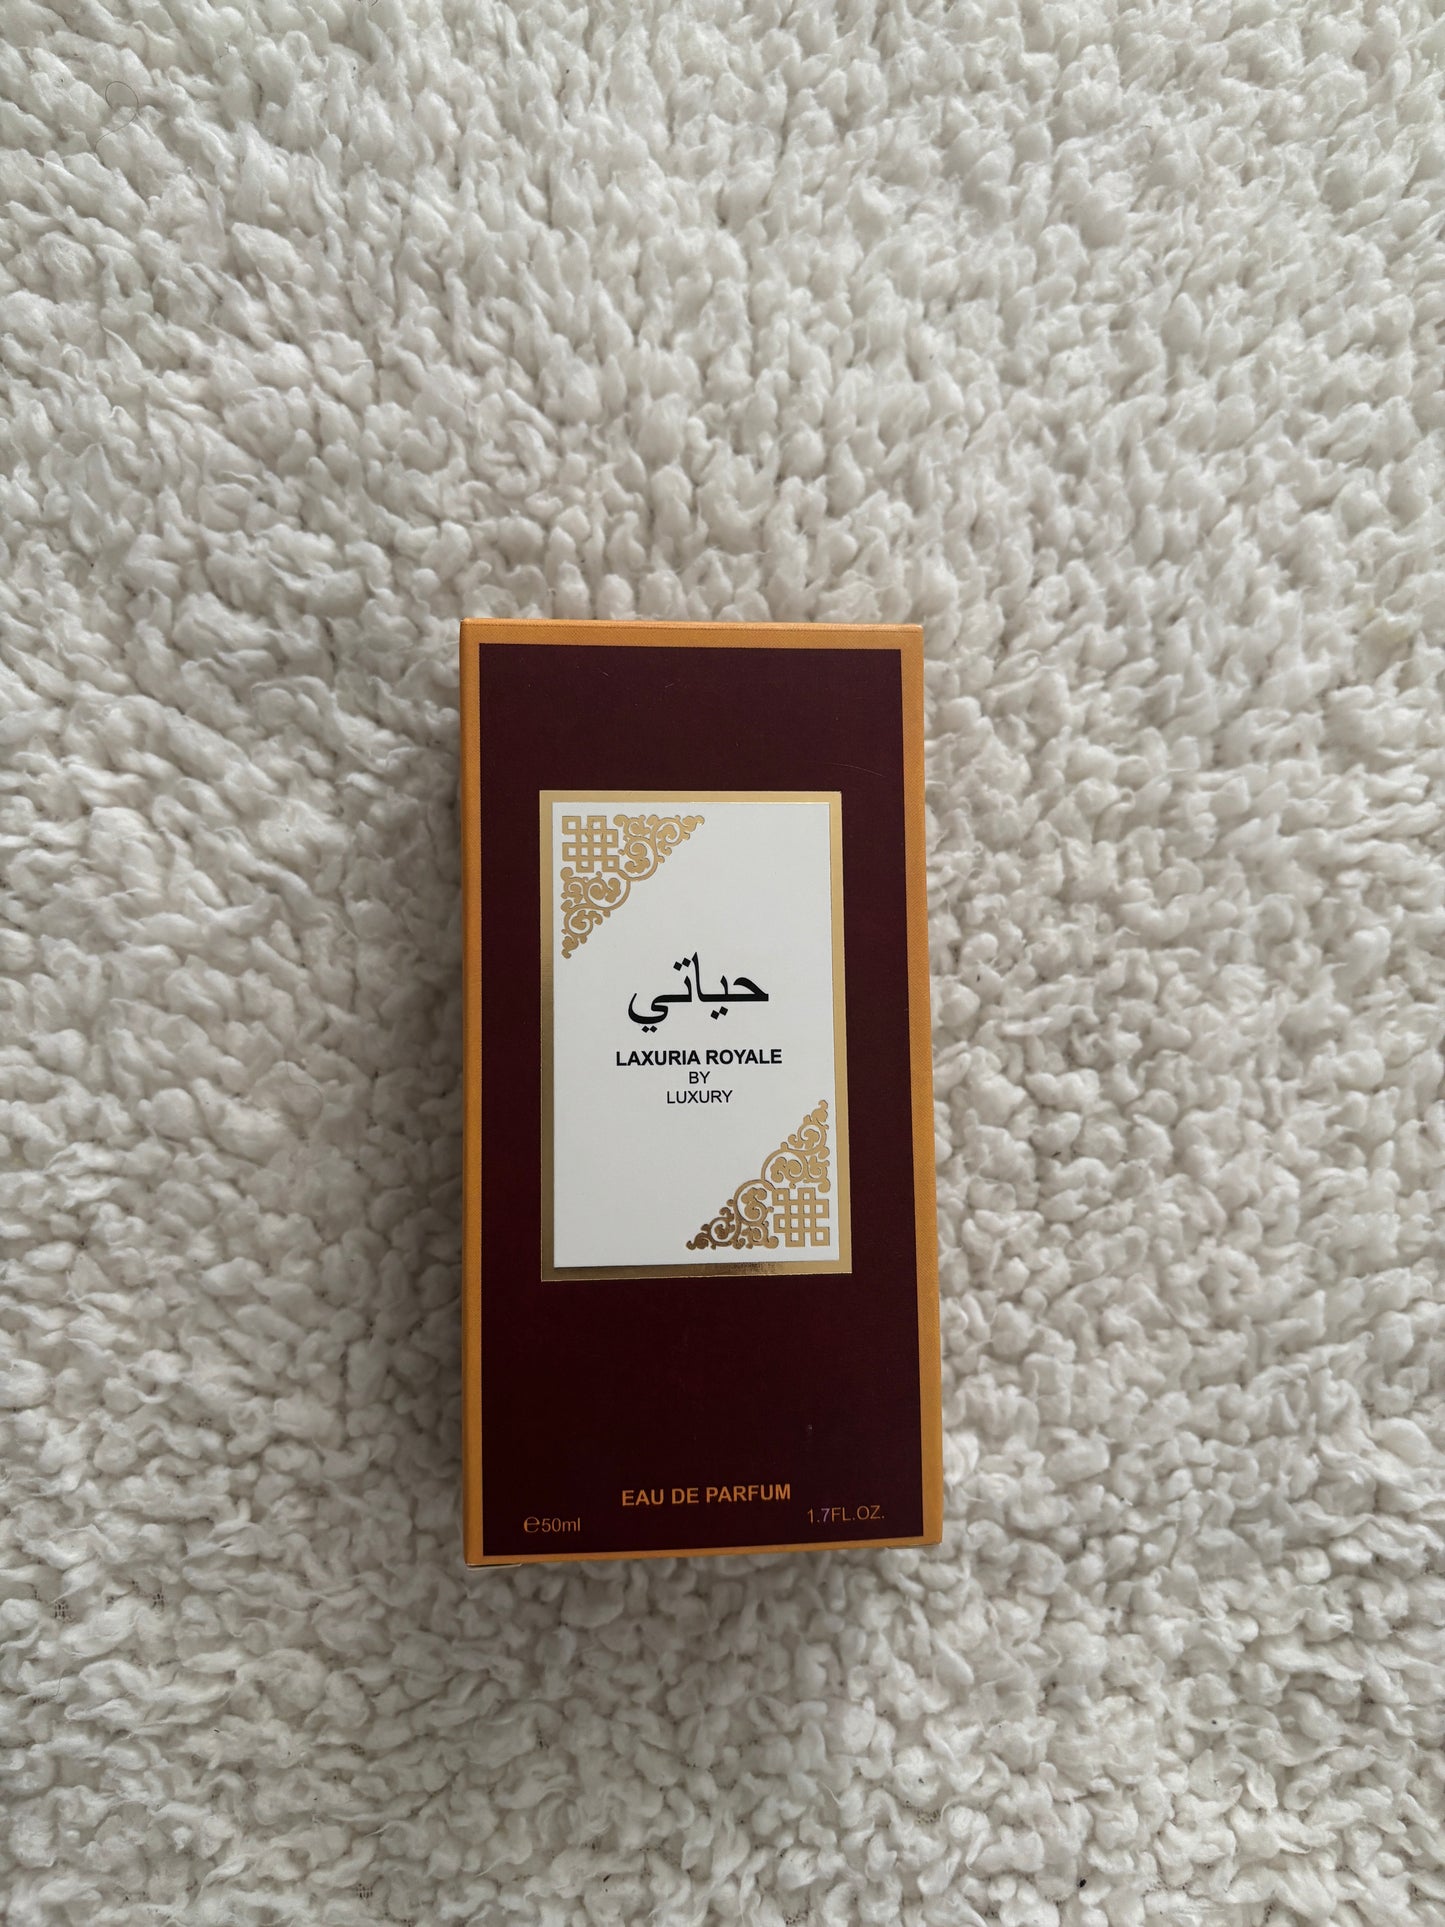 حياتي
LAXURIA ROYALE
BY
LUXURY
EAU DE PARFUM
℮50ml 1.7FL.OZ.